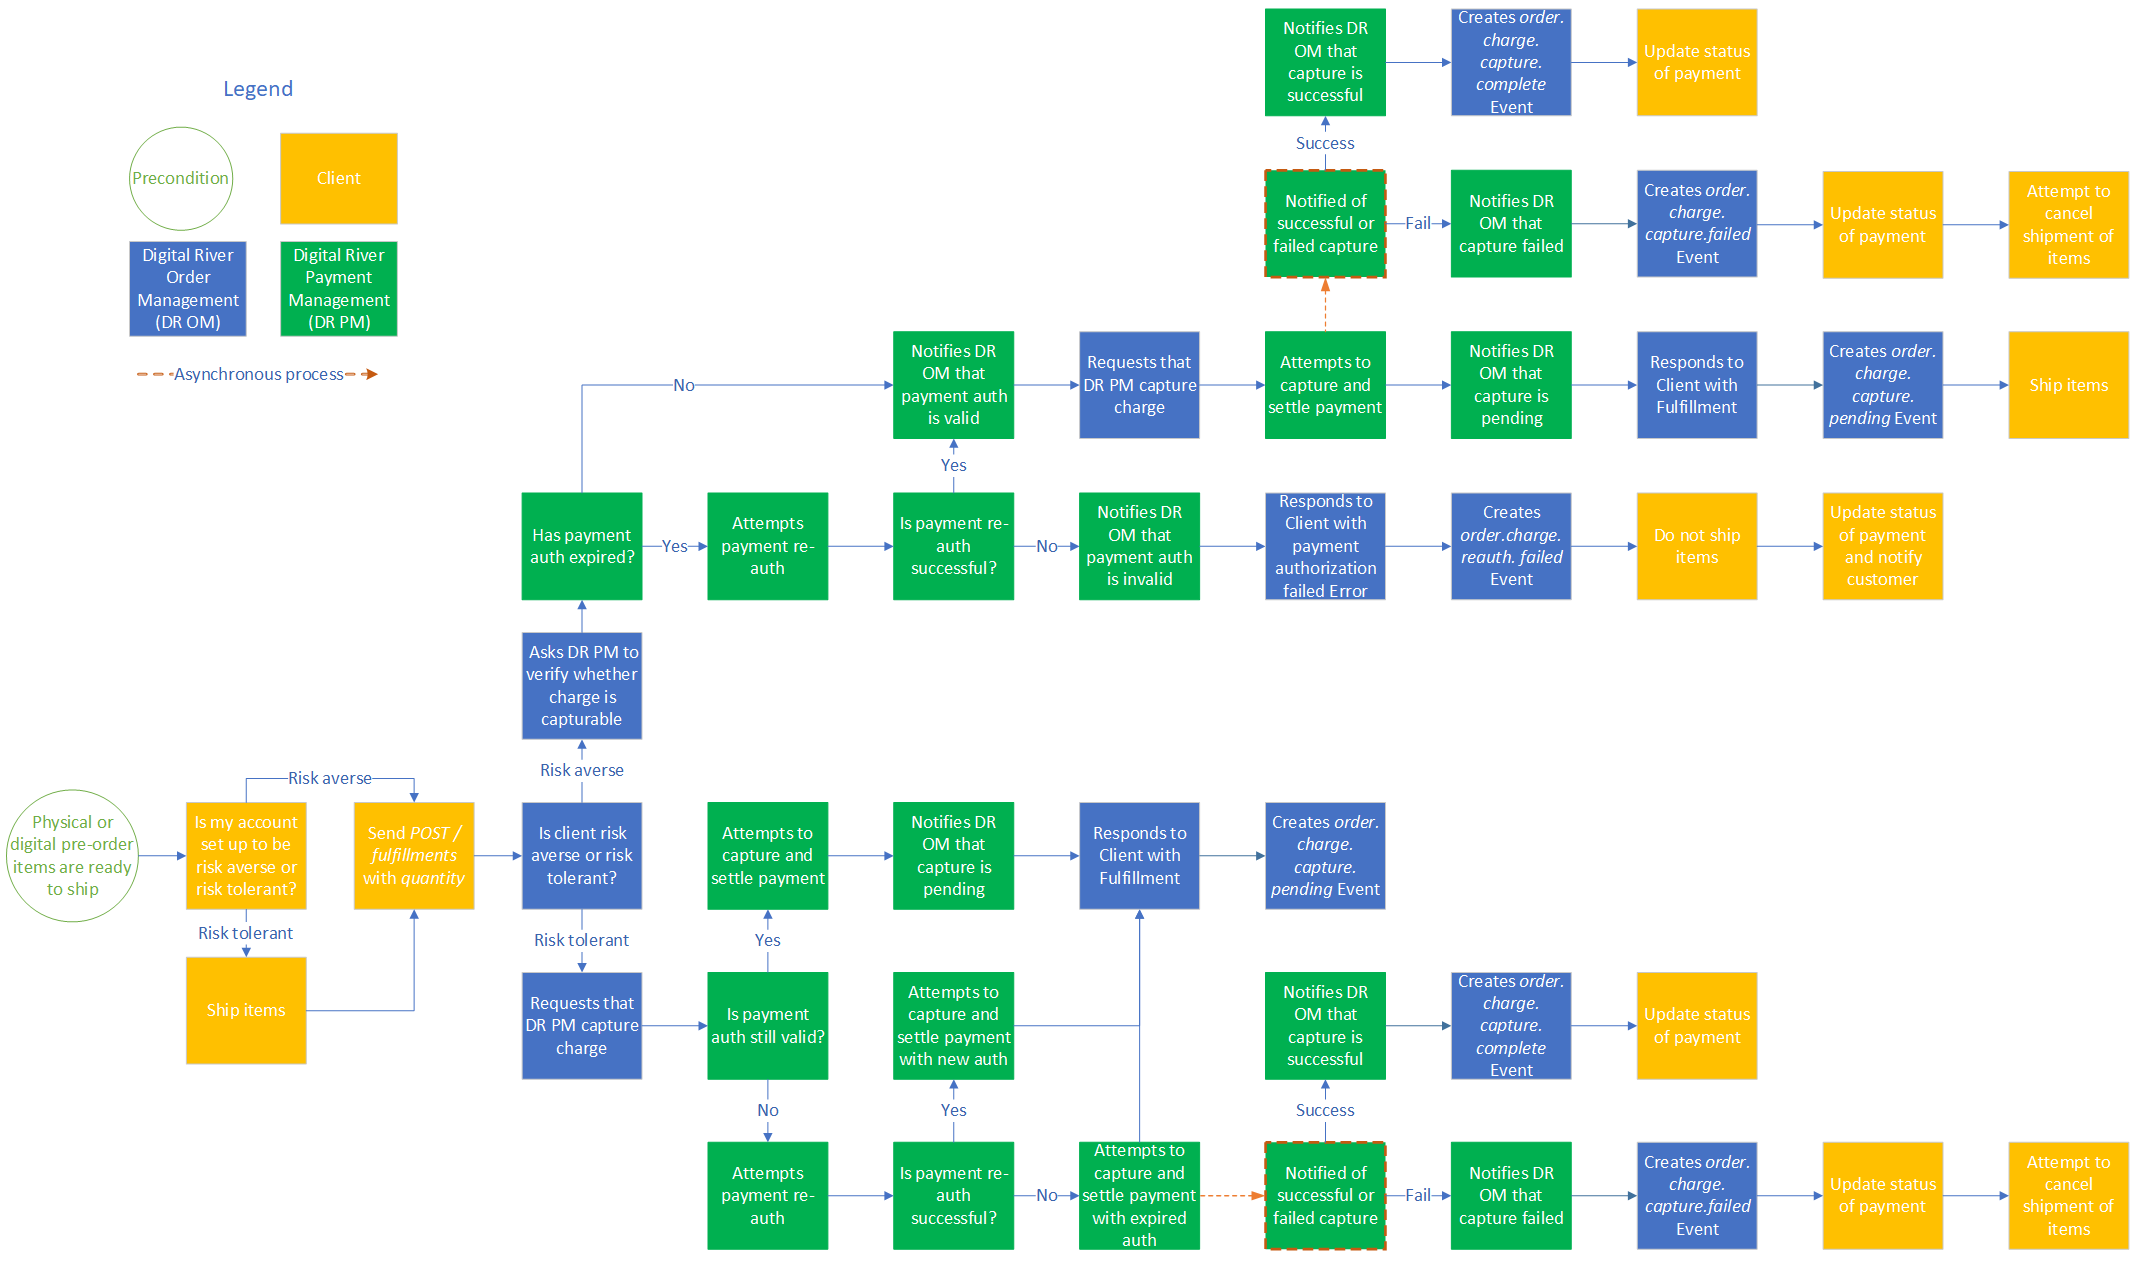 Legend
Precondition
Client
Digital River
Order
Management
(DR OM)
Digital River
Payment
Management
(DR PM)
Asynchronous process
Notifies DR
OM that
capture is
successful
Creates order.
charge.
capture.
complete
Event
Update status
of payment
Success
Notified of
successful or
failed capture
Fail
Notifies DR
OM that
capture failed
Creates order.
charge.
capture.failed
Event
Update status
of payment
Attempt to
cancel
shipment of
items
No
Notifies DR
OM that
payment auth
is valid
Requests that
DR PM capture
charge
Attempts to
capture and
settle payment
Notifies DR
OM that
capture is
pending
Responds to
Client with
Fulfillment
Creates order.
charge.
capture.
pending Event
Ship items
Yes
Has payment
auth expired?
Yes
Attempts
payment re-
auth
Is payment re-
auth
successful?
No
Notifies DR
OM that
payment auth
is invalid
Responds to
Client with
payment
authorization
failed Error
Creates
order.charge.
reauth. failed
Event
Do not ship
items
Update status
of payment
and notify
customer
Asks DR PM to
verify whether
charge is
capturable
Risk averse
Risk averse
Physical or
digital pre-order
items are ready
to ship
Is my account
set up to be
risk averse or
risk tolerant?
Send POST /
fulfillments
with quantity
Is client risk
averse or risk
tolerant?
Attempts to
capture and
settle payment
Notifies DR
OM that
capture is
pending
Responds to
Client with
Fulfillment
Creates order.
charge.
capture.
pending Event
Risk tolerant
Risk tolerant
Yes
Ship items
Requests that
DR PM capture
charge
Is payment
auth still valid?
Attempts to
capture and
settle payment
with new auth
Notifies DR
OM that
capture is
successful
Creates order.
charge.
capture.
complete
Event
Update status
of payment
No
Yes
Success
Attempts
payment re-
auth
Is payment re-
auth
successful?
No
Attempts to
capture and
settle payment
with expired
auth
Notified of
successful or
failed capture
Fail
Notifies DR
OM that
capture failed
Creates order.
charge.
capture.failed
Event
Update status
of payment
Attempt to
cancel
shipment of
items